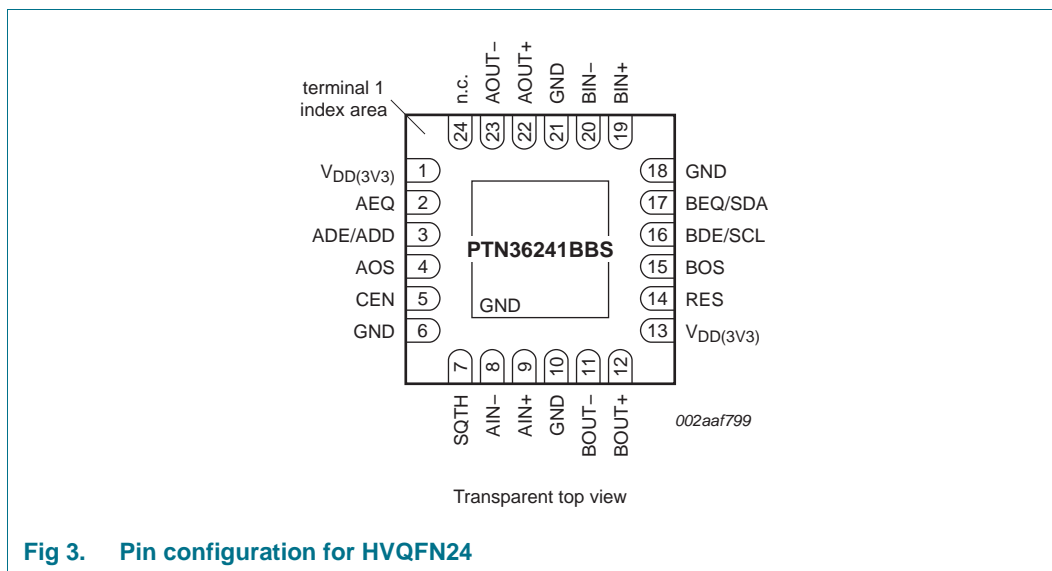 terminal 1
index area
n.c.
AOUT−
AOUT+
GND
BIN−
BIN+
24
23
22
21
20
19
VDD(3V3) 1
AEQ 2
ADE/ADD 3
AOS 4
CEN 5
GND 6
18 GND
17 BEQ/SDA
16 BDE/SCL
15 BOS
14 RES
13 VDD(3V3)
PTN36241BBS
GND
7
8
9
10
11
12
SQTH
AIN−
AIN+
GND
BOUT−
BOUT+
002aaf799
Transparent top view
Fig 3. Pin configuration for HVQFN24